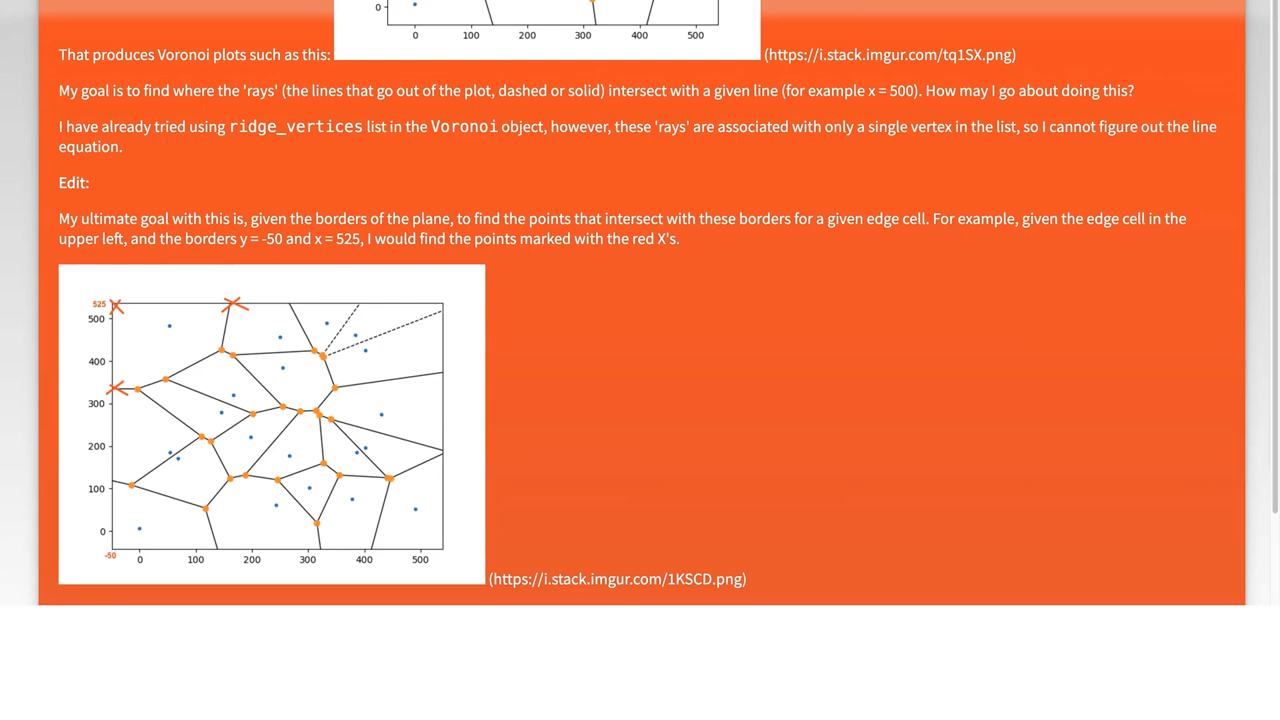 0
0 100 200 300 400 500
That produces Voronoi plots such as this: (https://i.stack.imgur.com/tq1SX.png)
My goal is to find where the 'rays' (the lines that go out of the plot, dashed or solid) intersect with a given line (for example x = 500). How may I go about doing this?
I have already tried using ridge_vertices list in the Voronoi object, however, these 'rays' are associated with only a single vertex in the list, so I cannot figure out the line
equation.
Edit:
My ultimate goal with this is, given the borders of the plane, to find the points that intersect with these borders for a given edge cell. For example, given the edge cell in the
upper left, and the borders y = -50 and x = 525, I would find the points marked with the red X's.
525
500
400
300
200
100
0
-50 0 100 200 300 400 500
(https://i.stack.imgur.com/1KSCD.png)